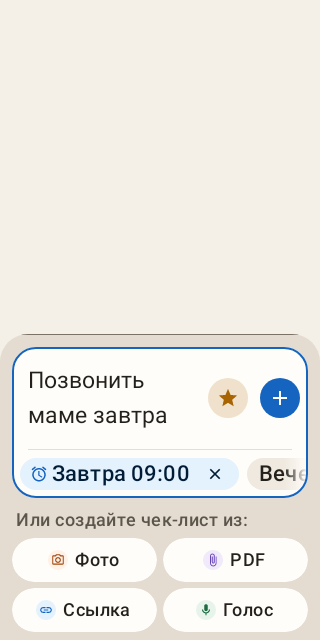 Позвонить
маме завтра
Завтра 09:00
Или создайте чек-лист из:
Фото
PDF
Ссылка
Голос